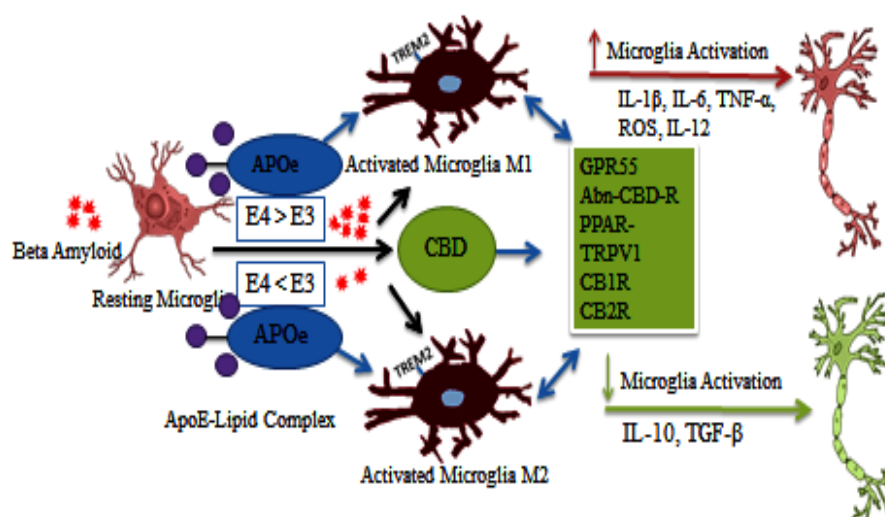 TREM2
Microglia Activation
IL-1β, IL-6, TNF-α,
ROS, IL-12
APOe
Activated Microglia M1
E4 > E3
Beta Amyloid
Resting Microgli
CBD
GPR55
Abn-CBD-R
PPAR-
TRPV1
CB1R
CB2R
E4 < E3
APOe
TREM2
ApoE-Lipid Complex
Activated Microglia M2
Microglia Activation
IL-10, TGF-β